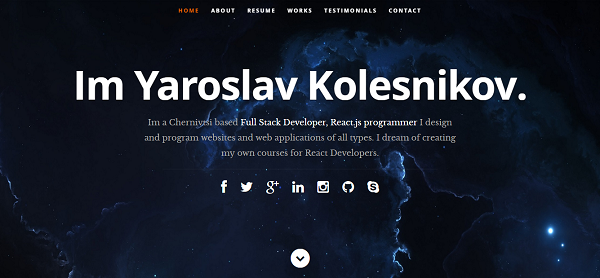 HOME ABOUT RESUME WORKS TESTIMONIALS CONTACT
Im Yaroslav Kolesnikov.
Im a Chernivtsi based Full Stack Developer, React.js programmer I design
and program websites and web applications of all types. I dream of creating
my own courses for React Developers.